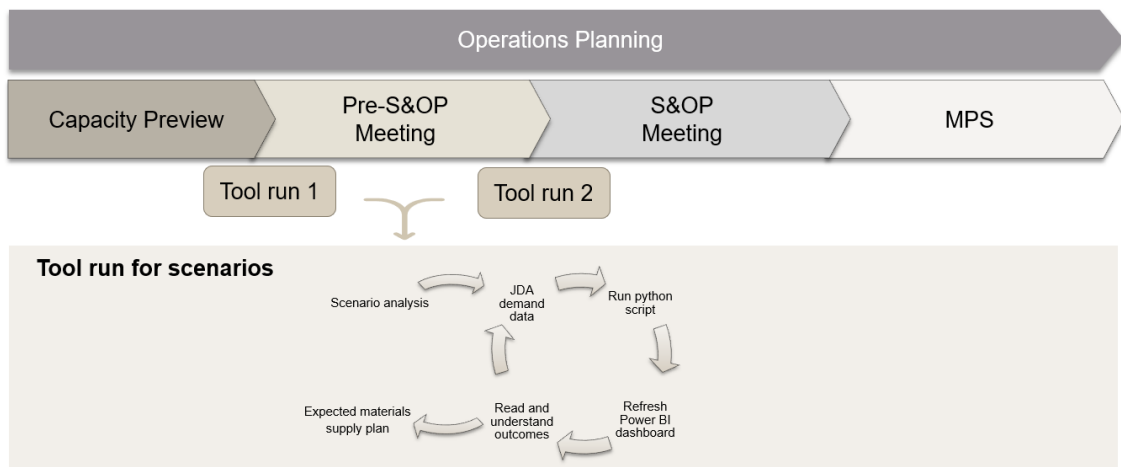 Operations Planning
Capacity Preview
Pre-S&OP
Meeting
S&OP
Meeting
MPS
Tool run 1
Tool run 2
Tool run for scenarios
Scenario analysis
JDA
demand
data
Run python
script
Expected materials
supply plan
Read and
understand
outcomes
Refresh
Power BI
dashboard